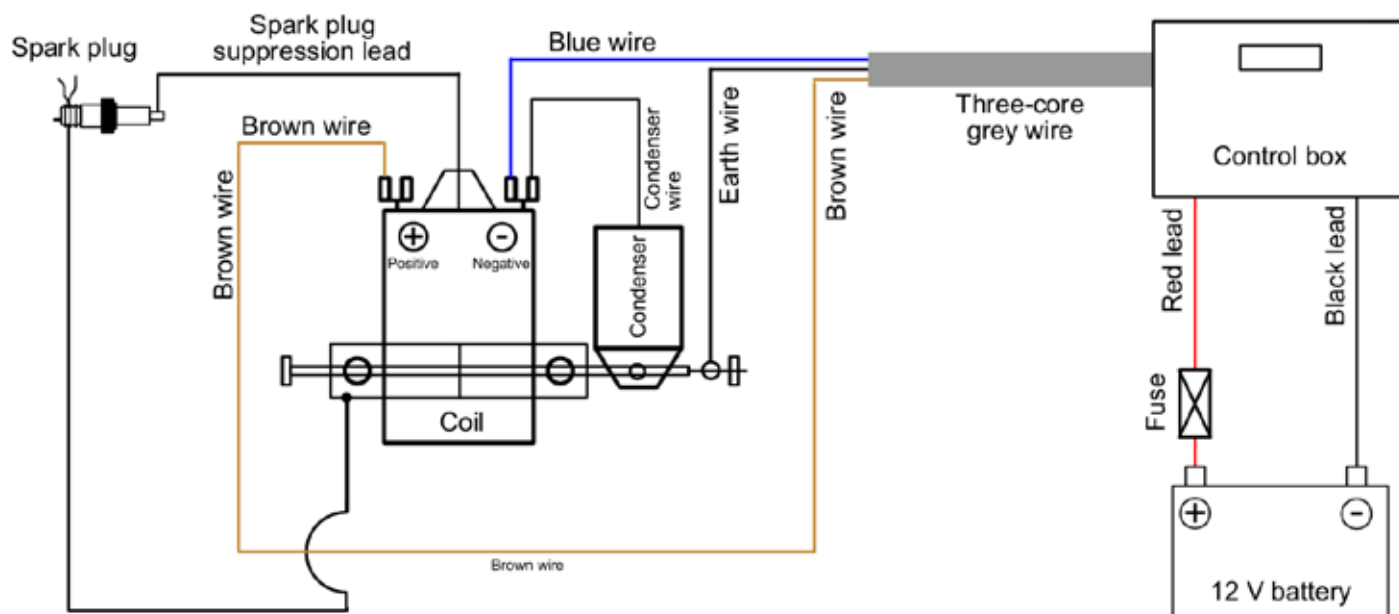 Spark plug
Spark plug
suppression lead
Blue wire
Brown wire
Brown wire
Condenser
wire
Earth wire
Brown wire
Three-core
grey wire
Control box
+
-
Positive
Negative
Condenser
Coil
Brown wire
Red lead
Black lead
Fuse
+
-
12 V battery